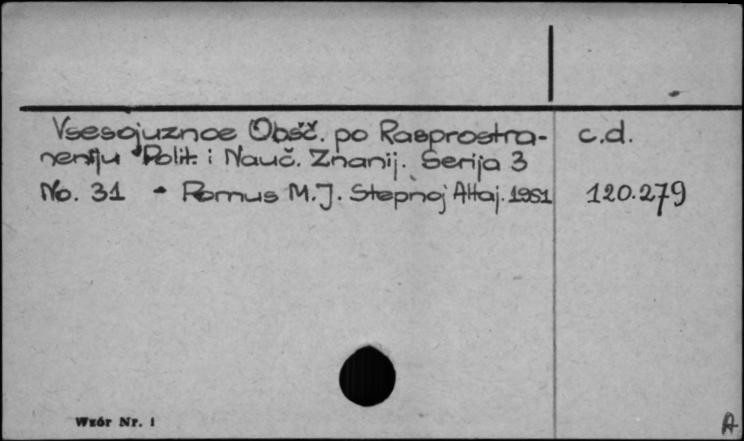 Vsesojuznoe Obšč. po Rasprostra- c.d.
neniju Polit. i Nauč. Znanij. Serija 3
No. 31 - Pomus M.J. Stepnoj Altaj. 1951 120.279
Wzór Nr. 1
A